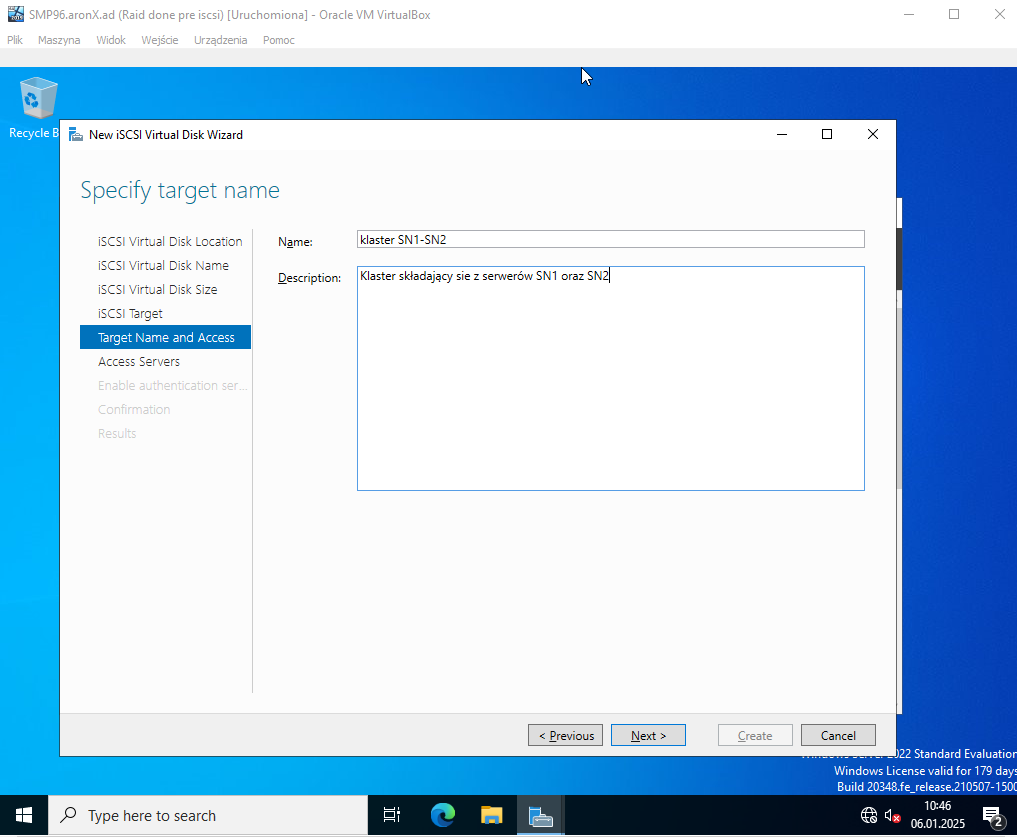 SMP96.aronX.ad (Raid done pre iscsi) [Uruchomiona] - Oracle VM VirtualBox
Plik Maszyna Widok Wejście Urządzenia Pomoc
Recycle B
New iSCSI Virtual Disk Wizard
Specify target name
iSCSI Virtual Disk Location
iSCSI Virtual Disk Name
iSCSI Virtual Disk Size
iSCSI Target
Target Name and Access
Access Servers
Enable authentication ser...
Confirmation
Results
Name:
klaster SN1-SN2
Description:
Klaster składający sie z serwerów SN1 oraz SN2
< Previous Next > Create Cancel
2022 Standard Evaluation
Windows License valid for 179 days
Build 20348.fe_release.210507-1500
Type here to search
10:46
06.01.2025
2